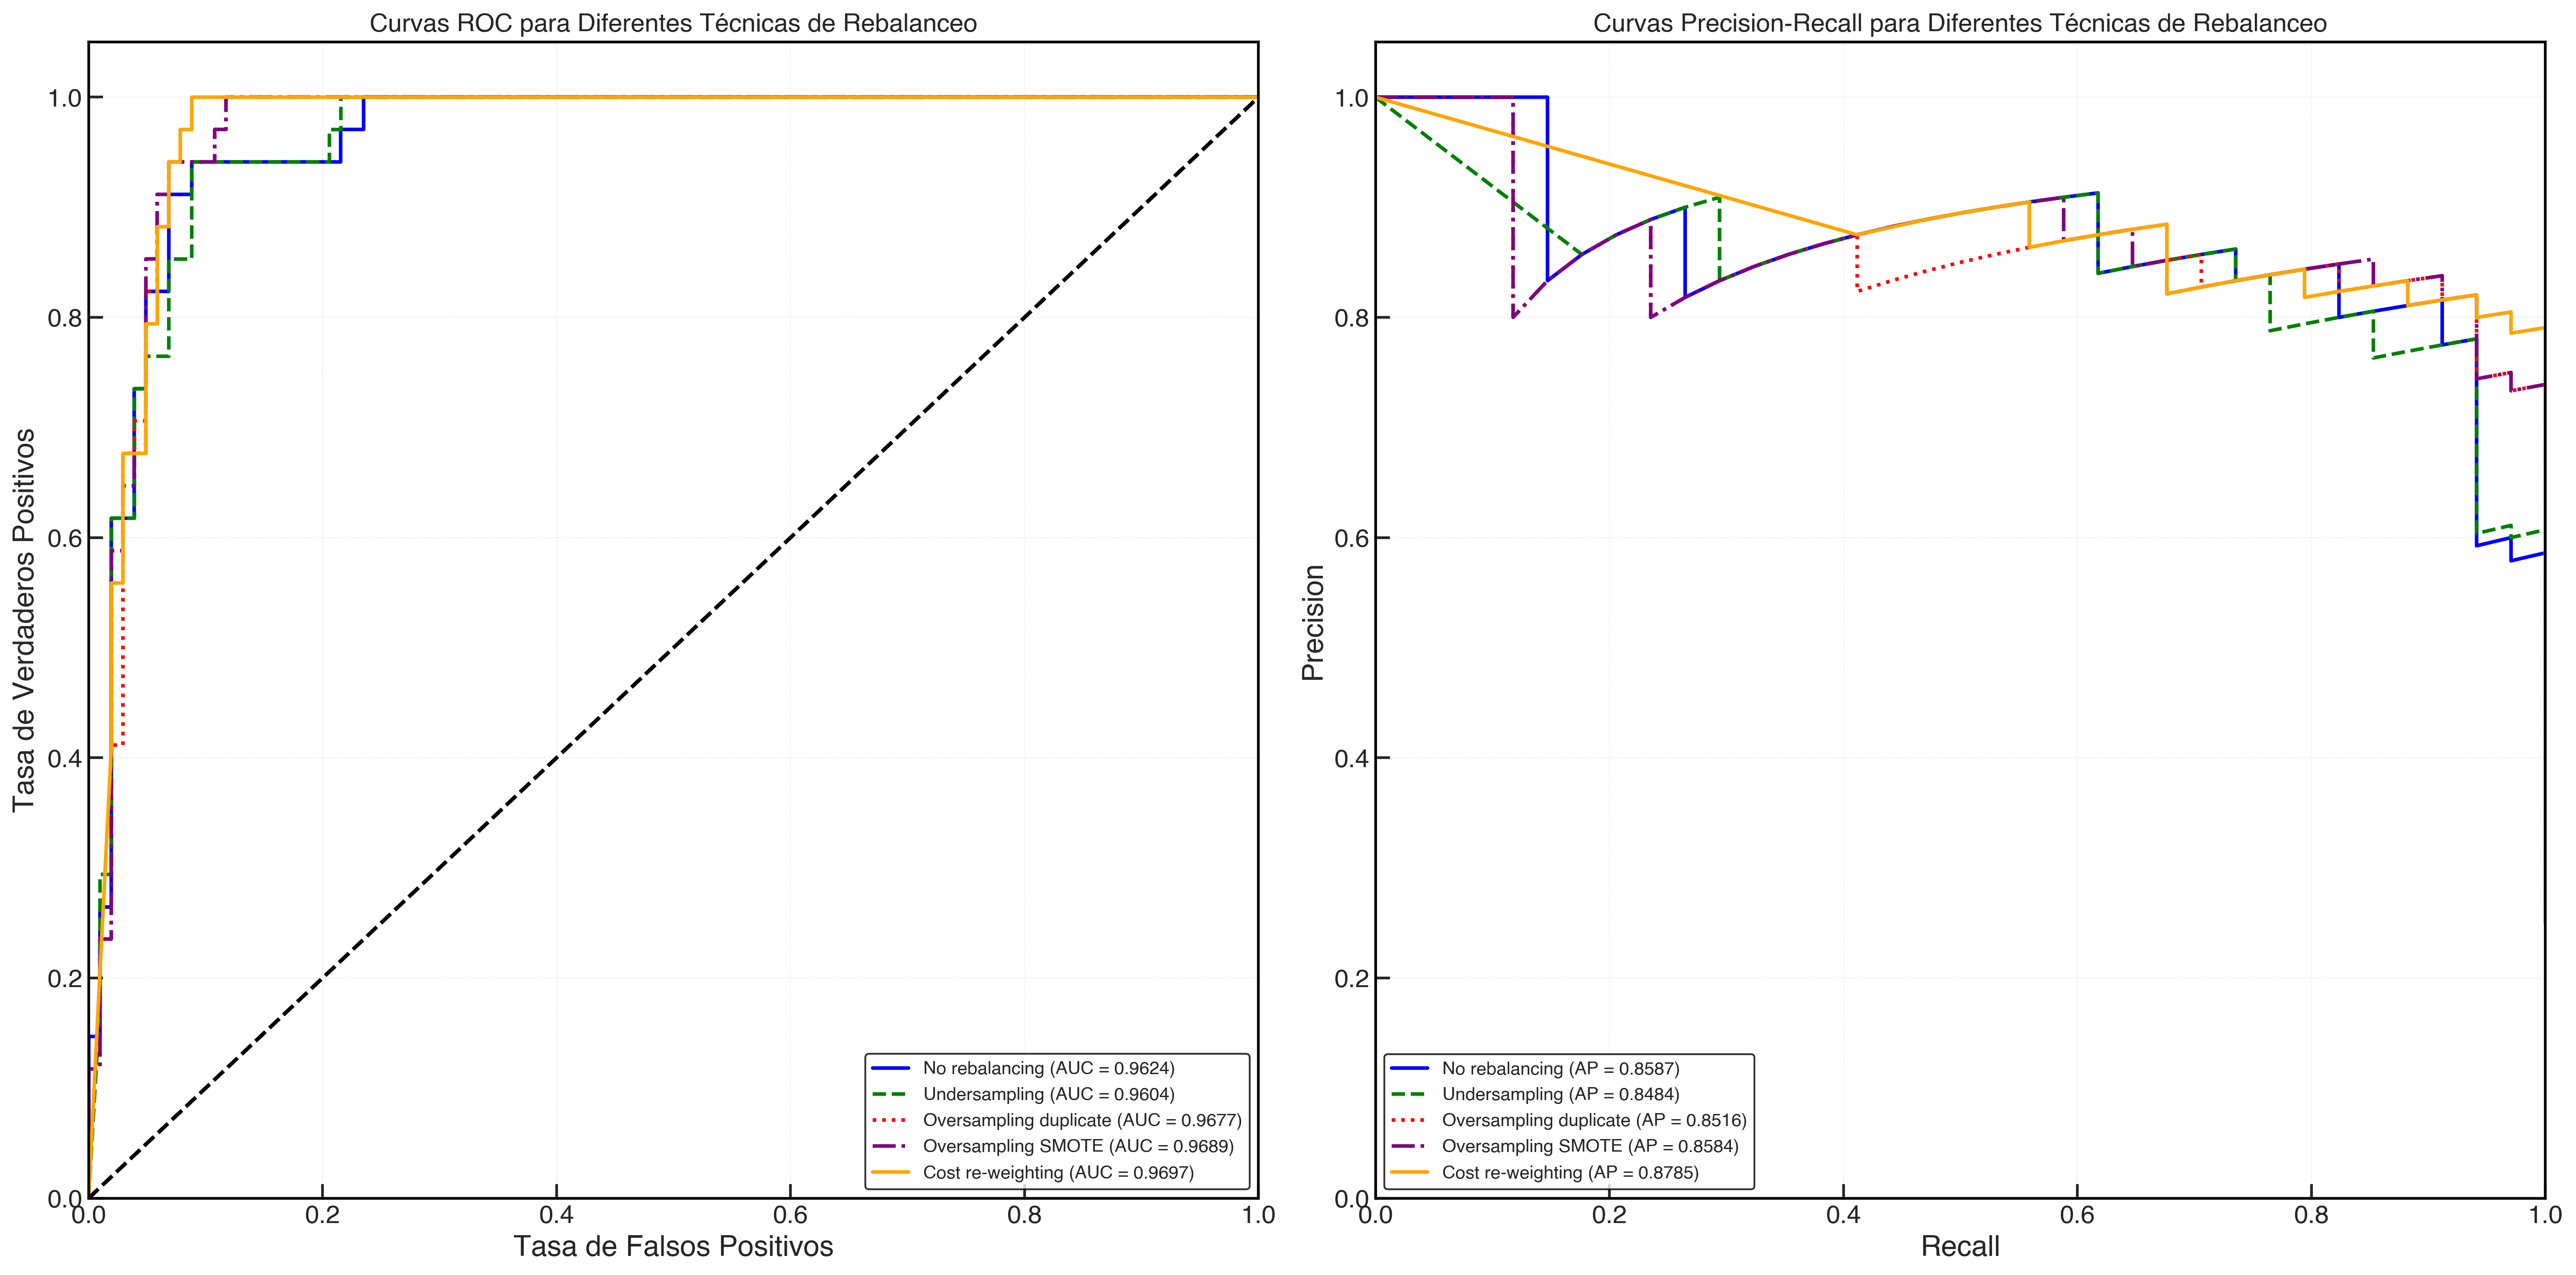 Curvas ROC para Diferentes Técnicas de Rebalanceo
Tasa de Verdaderos Positivos
1.0
0.8
0.6
0.4
0.2
0.0
0.0 0.2 0.4 0.6 0.8 1.0
Tasa de Falsos Positivos
No rebalancing (AUC = 0.9624)
Undersampling (AUC = 0.9604)
Oversampling duplicate (AUC = 0.9677)
Oversampling SMOTE (AUC = 0.9689)
Cost re-weighting (AUC = 0.9697)
Curvas Precision-Recall para Diferentes Técnicas de Rebalanceo
Precision
1.0
0.8
0.6
0.4
0.2
0.0
0.0 0.2 0.4 0.6 0.8 1.0
Recall
No rebalancing (AP = 0.8587)
Undersampling (AP = 0.8484)
Oversampling duplicate (AP = 0.8516)
Oversampling SMOTE (AP = 0.8584)
Cost re-weighting (AP = 0.8785)